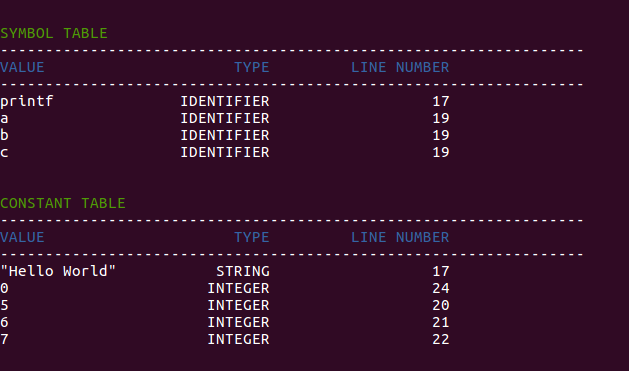 SYMBOL TABLE
-----------------------------------------------------------------
VALUE TYPE LINE NUMBER
-----------------------------------------------------------------
printf IDENTIFIER 17
a IDENTIFIER 19
b IDENTIFIER 19
c IDENTIFIER 19
CONSTANT TABLE
-----------------------------------------------------------------
VALUE TYPE LINE NUMBER
-----------------------------------------------------------------
"Hello World" STRING 17
0 INTEGER 24
5 INTEGER 20
6 INTEGER 21
7 INTEGER 22